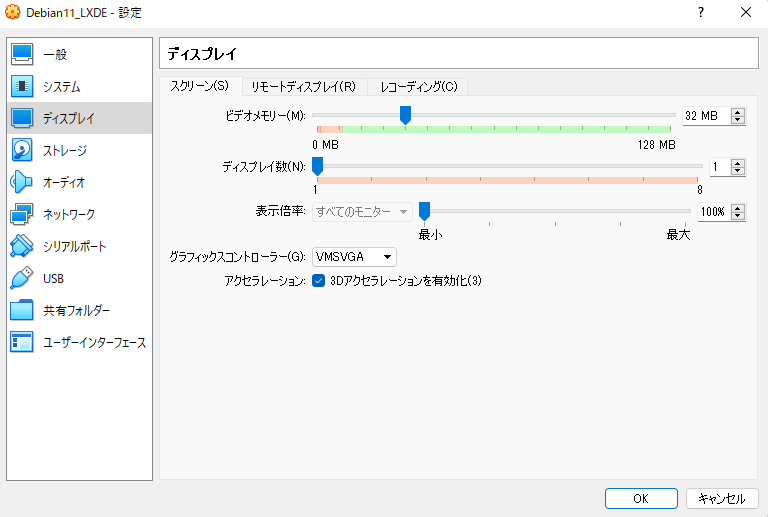 Debian11_LXDE - 設定
?
一般
システム
ディスプレイ
ストレージ
オーディオ
ネットワーク
シリアルポート
USB
共有フォルダー
ユーザーインターフェース
ディスプレイ
スクリーン(S) リモートディスプレイ(R) レコーディング(C)
ビデオメモリー(M): 32 MB
0 MB 128 MB
ディスプレイ数(N): 1
1 8
表示倍率: すべてのモニター 100%
最小 最大
グラフィックスコントローラー(G): VMSVGA
アクセラレーション: 3Dアクセラレーションを有効化(3)
OK キャンセル